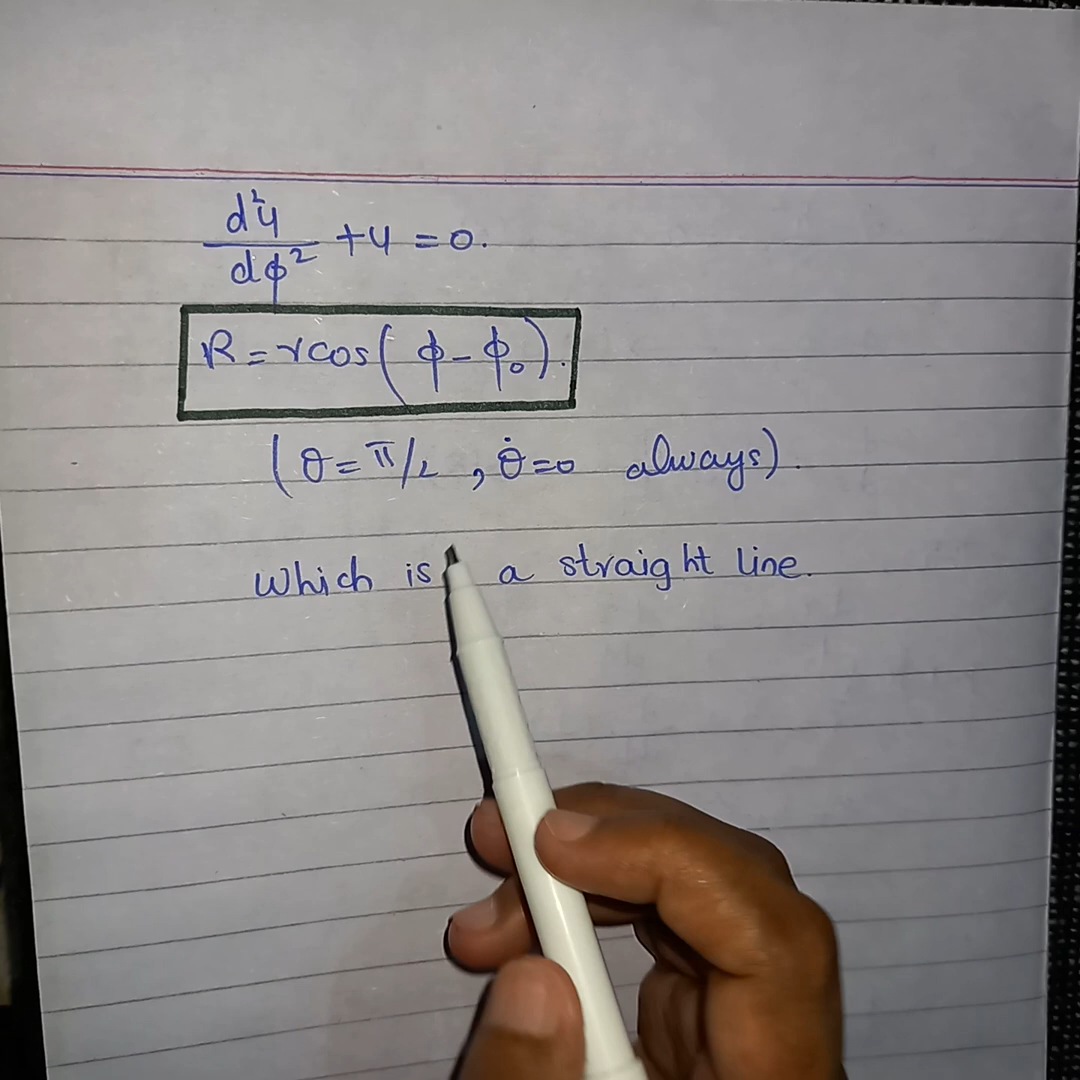 d²u/dφ² + u = 0.
R = r cos(φ - φ₀).
(θ = π/2, θ̇ = 0 always).
which is a straight line.